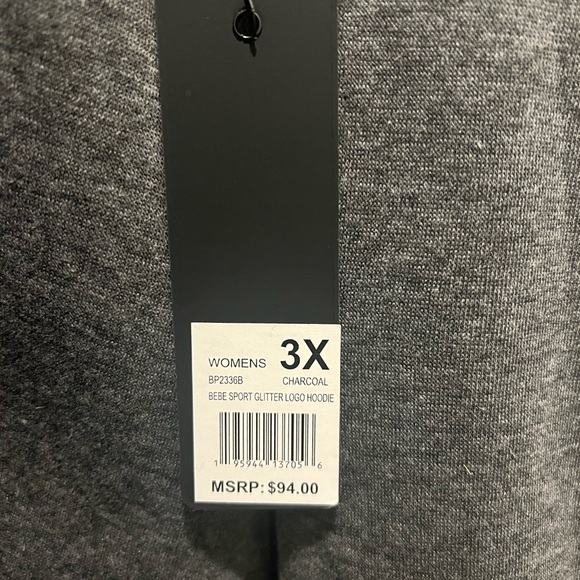 WOMENS 3X
BP2336B CHARCOAL
BEBE SPORT GLITTER LOGO HOODIE
1 95944 13705 6
MSRP: $94.00